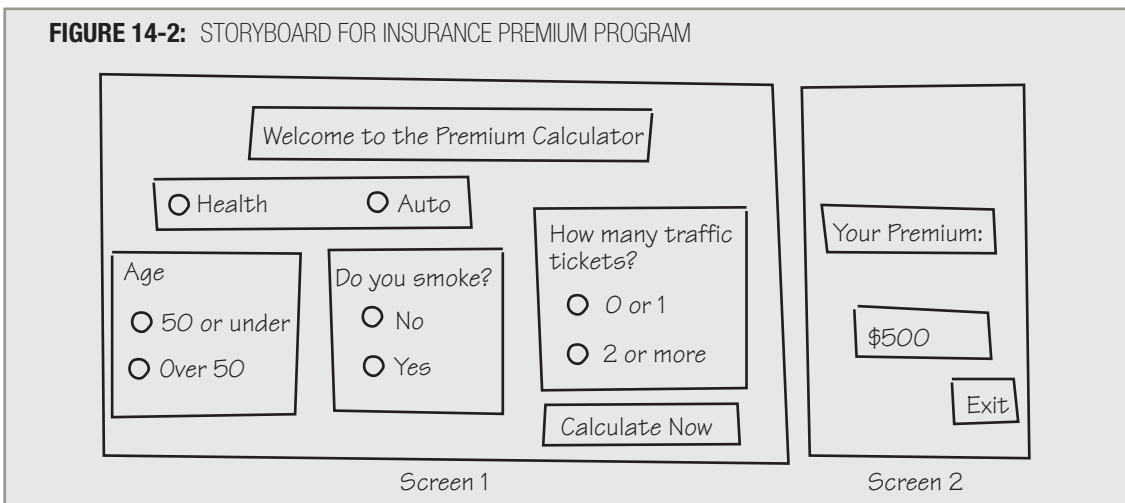 FIGURE 14-2: STORYBOARD FOR INSURANCE PREMIUM PROGRAM
Welcome to the Premium Calculator
Health
Auto
Age
50 or under
Over 50
Do you smoke?
No
Yes
How many traffic
tickets?
0 or 1
2 or more
Calculate Now
Screen 1
Your Premium:
$500
Exit
Screen 2